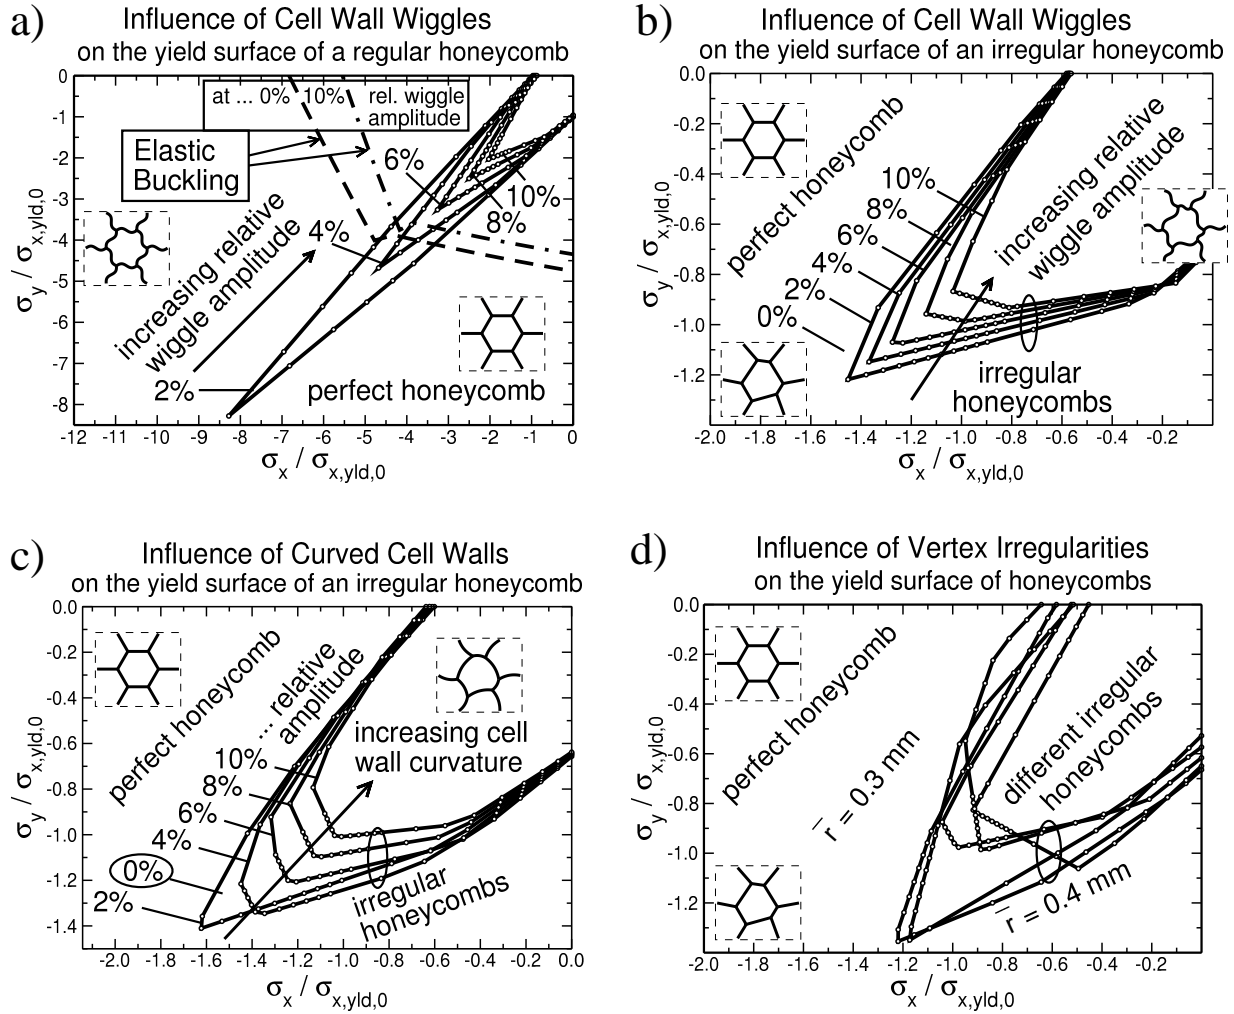 a)
Influence of Cell Wall Wiggles
on the yield surface of a regular honeycomb
0
-1
-2
-3
-4
-5
-6
-7
-8
σy / σx,yld,0
at ... 0% 10% rel. wiggle
amplitude
Elastic
Buckling
6%
10%
8%
4%
increasing relative
wiggle amplitude
2%
perfect honeycomb
-12 -11 -10 -9 -8 -7 -6 -5 -4 -3 -2 -1 0
σx / σx,yld,0
b)
Influence of Cell Wall Wiggles
on the yield surface of an irregular honeycomb
0.0
-0.2
-0.4
-0.6
-0.8
-1.0
-1.2
σy / σx,yld,0
perfect honeycomb
increasing relative
wiggle amplitude
10%
8%
6%
4%
2%
0%
irregular
honeycombs
-2.0 -1.8 -1.6 -1.4 -1.2 -1.0 -0.8 -0.6 -0.4 -0.2
σx / σx,yld,0
c)
Influence of Curved Cell Walls
on the yield surface of an irregular honeycomb
0.0
-0.2
-0.4
-0.6
-0.8
-1.0
-1.2
-1.4
σy / σx,yld,0
perfect honeycomb
... relative
amplitude
increasing cell
wall curvature
10%
8%
6%
4%
0%
2%
irregular
honeycombs
-2.0 -1.8 -1.6 -1.4 -1.2 -1.0 -0.8 -0.6 -0.4 -0.2 0.0
σx / σx,yld,0
d)
Influence of Vertex Irregularities
on the yield surface of honeycombs
0.0
-0.2
-0.4
-0.6
-0.8
-1.0
-1.2
σy / σx,yld,0
perfect honeycomb
r̅ = 0.3 mm
different irregular
honeycombs
r̅ = 0.4 mm
-2.0 -1.8 -1.6 -1.4 -1.2 -1.0 -0.8 -0.6 -0.4 -0.2
σx / σx,yld,0